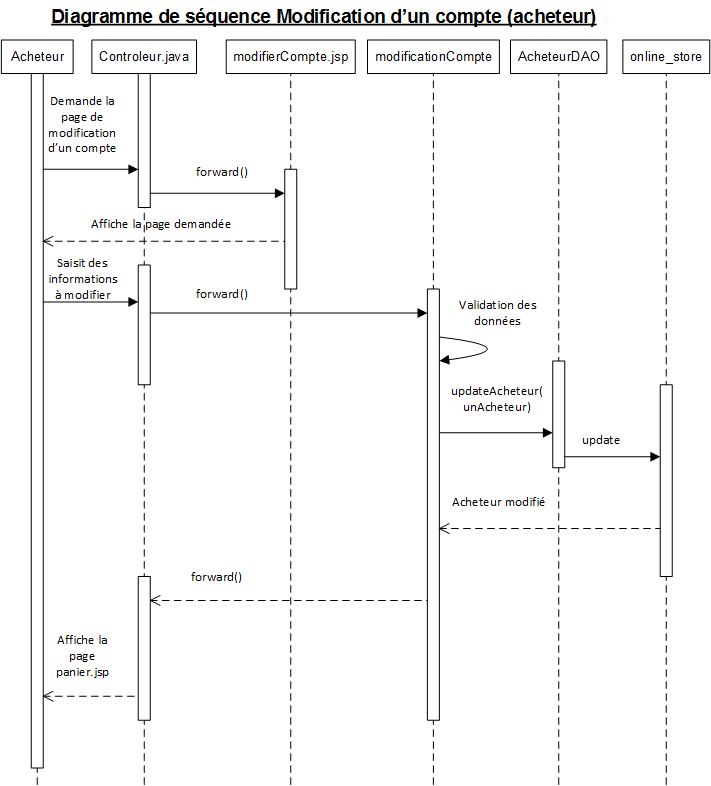 Diagramme de séquence Modification d'un compte (acheteur)
Acheteur
Controleur.java
modifierCompte.jsp
modificationCompte
AcheteurDAO
online_store
Demande la
page de
modification
d'un compte
forward()
Affiche la page demandée
Saisit des
informations
à modifier
forward()
Validation des
données
updateAcheteur(
unAcheteur)
update
Acheteur modifié
forward()
Affiche la
page
panier.jsp